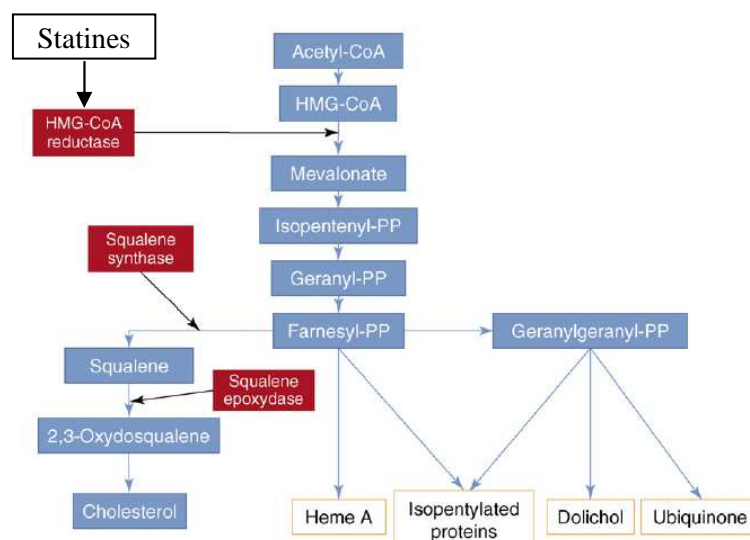 Statines
Acetyl-CoA
HMG-CoA
HMG-CoA
reductase
Mevalonate
Isopentenyl-PP
Squalene
synthase
Geranyl-PP
Farnesyl-PP
Geranylgeranyl-PP
Squalene
Squalene
epoxydase
2,3-Oxydosqualene
Cholesterol
Heme A
Isopentylated
proteins
Dolichol
Ubiquinone